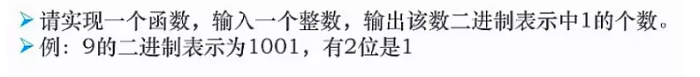 ➤请实现一个函数，输入一个整数，输出该数二进制表示中1的个数。
➤例：9的二进制表示为1001，有2位是1